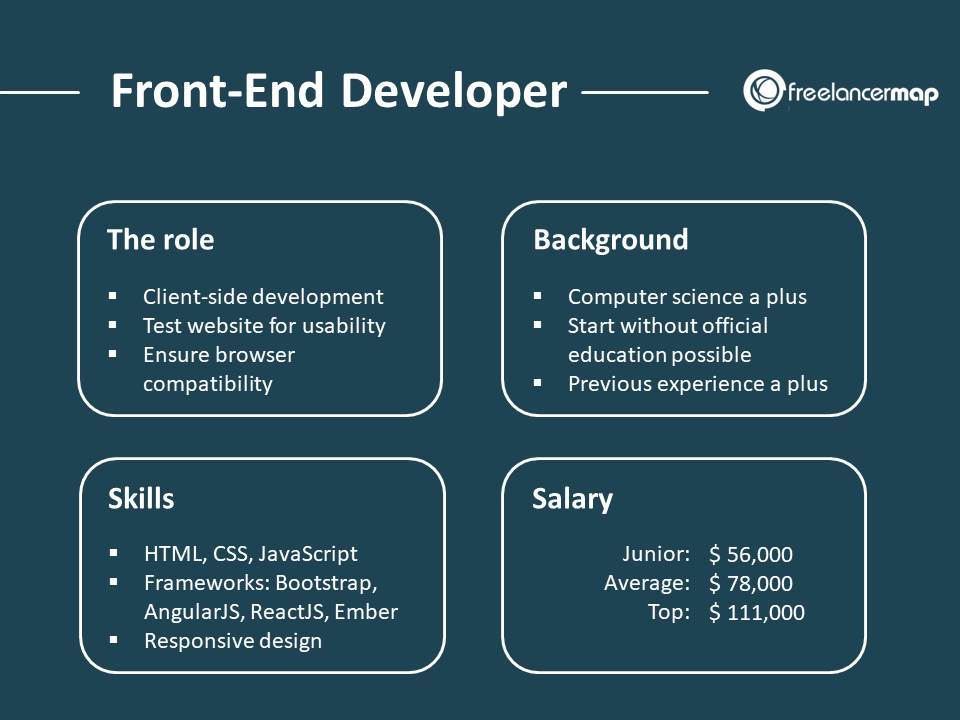 Front-End Developer
freelancermap
The role
▪ Client-side development
▪ Test website for usability
▪ Ensure browser
compatibility
Background
▪ Computer science a plus
▪ Start without official
education possible
▪ Previous experience a plus
Skills
▪ HTML, CSS, JavaScript
▪ Frameworks: Bootstrap,
AngularJS, ReactJS, Ember
▪ Responsive design
Salary
Junior: $ 56,000
Average: $ 78,000
Top: $ 111,000